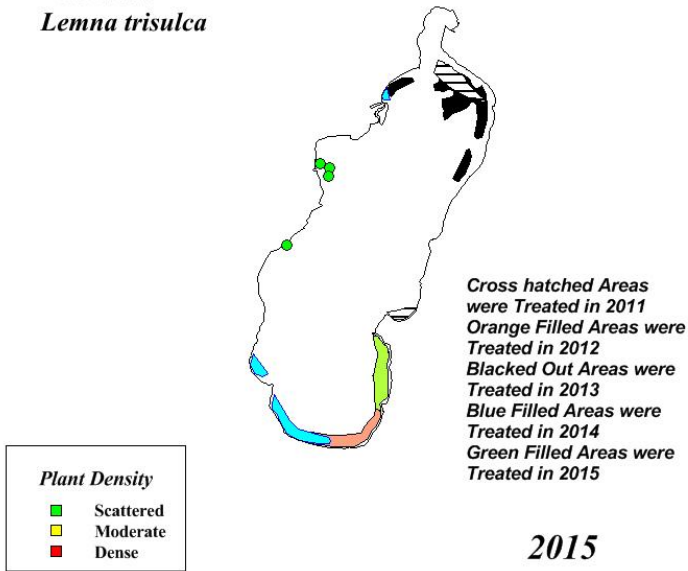 Lemna trisulca
Cross hatched Areas
were Treated in 2011
Orange Filled Areas were
Treated in 2012
Blacked Out Areas were
Treated in 2013
Blue Filled Areas were
Treated in 2014
Green Filled Areas were
Treated in 2015
Plant Density
Scattered
Moderate
Dense
2015